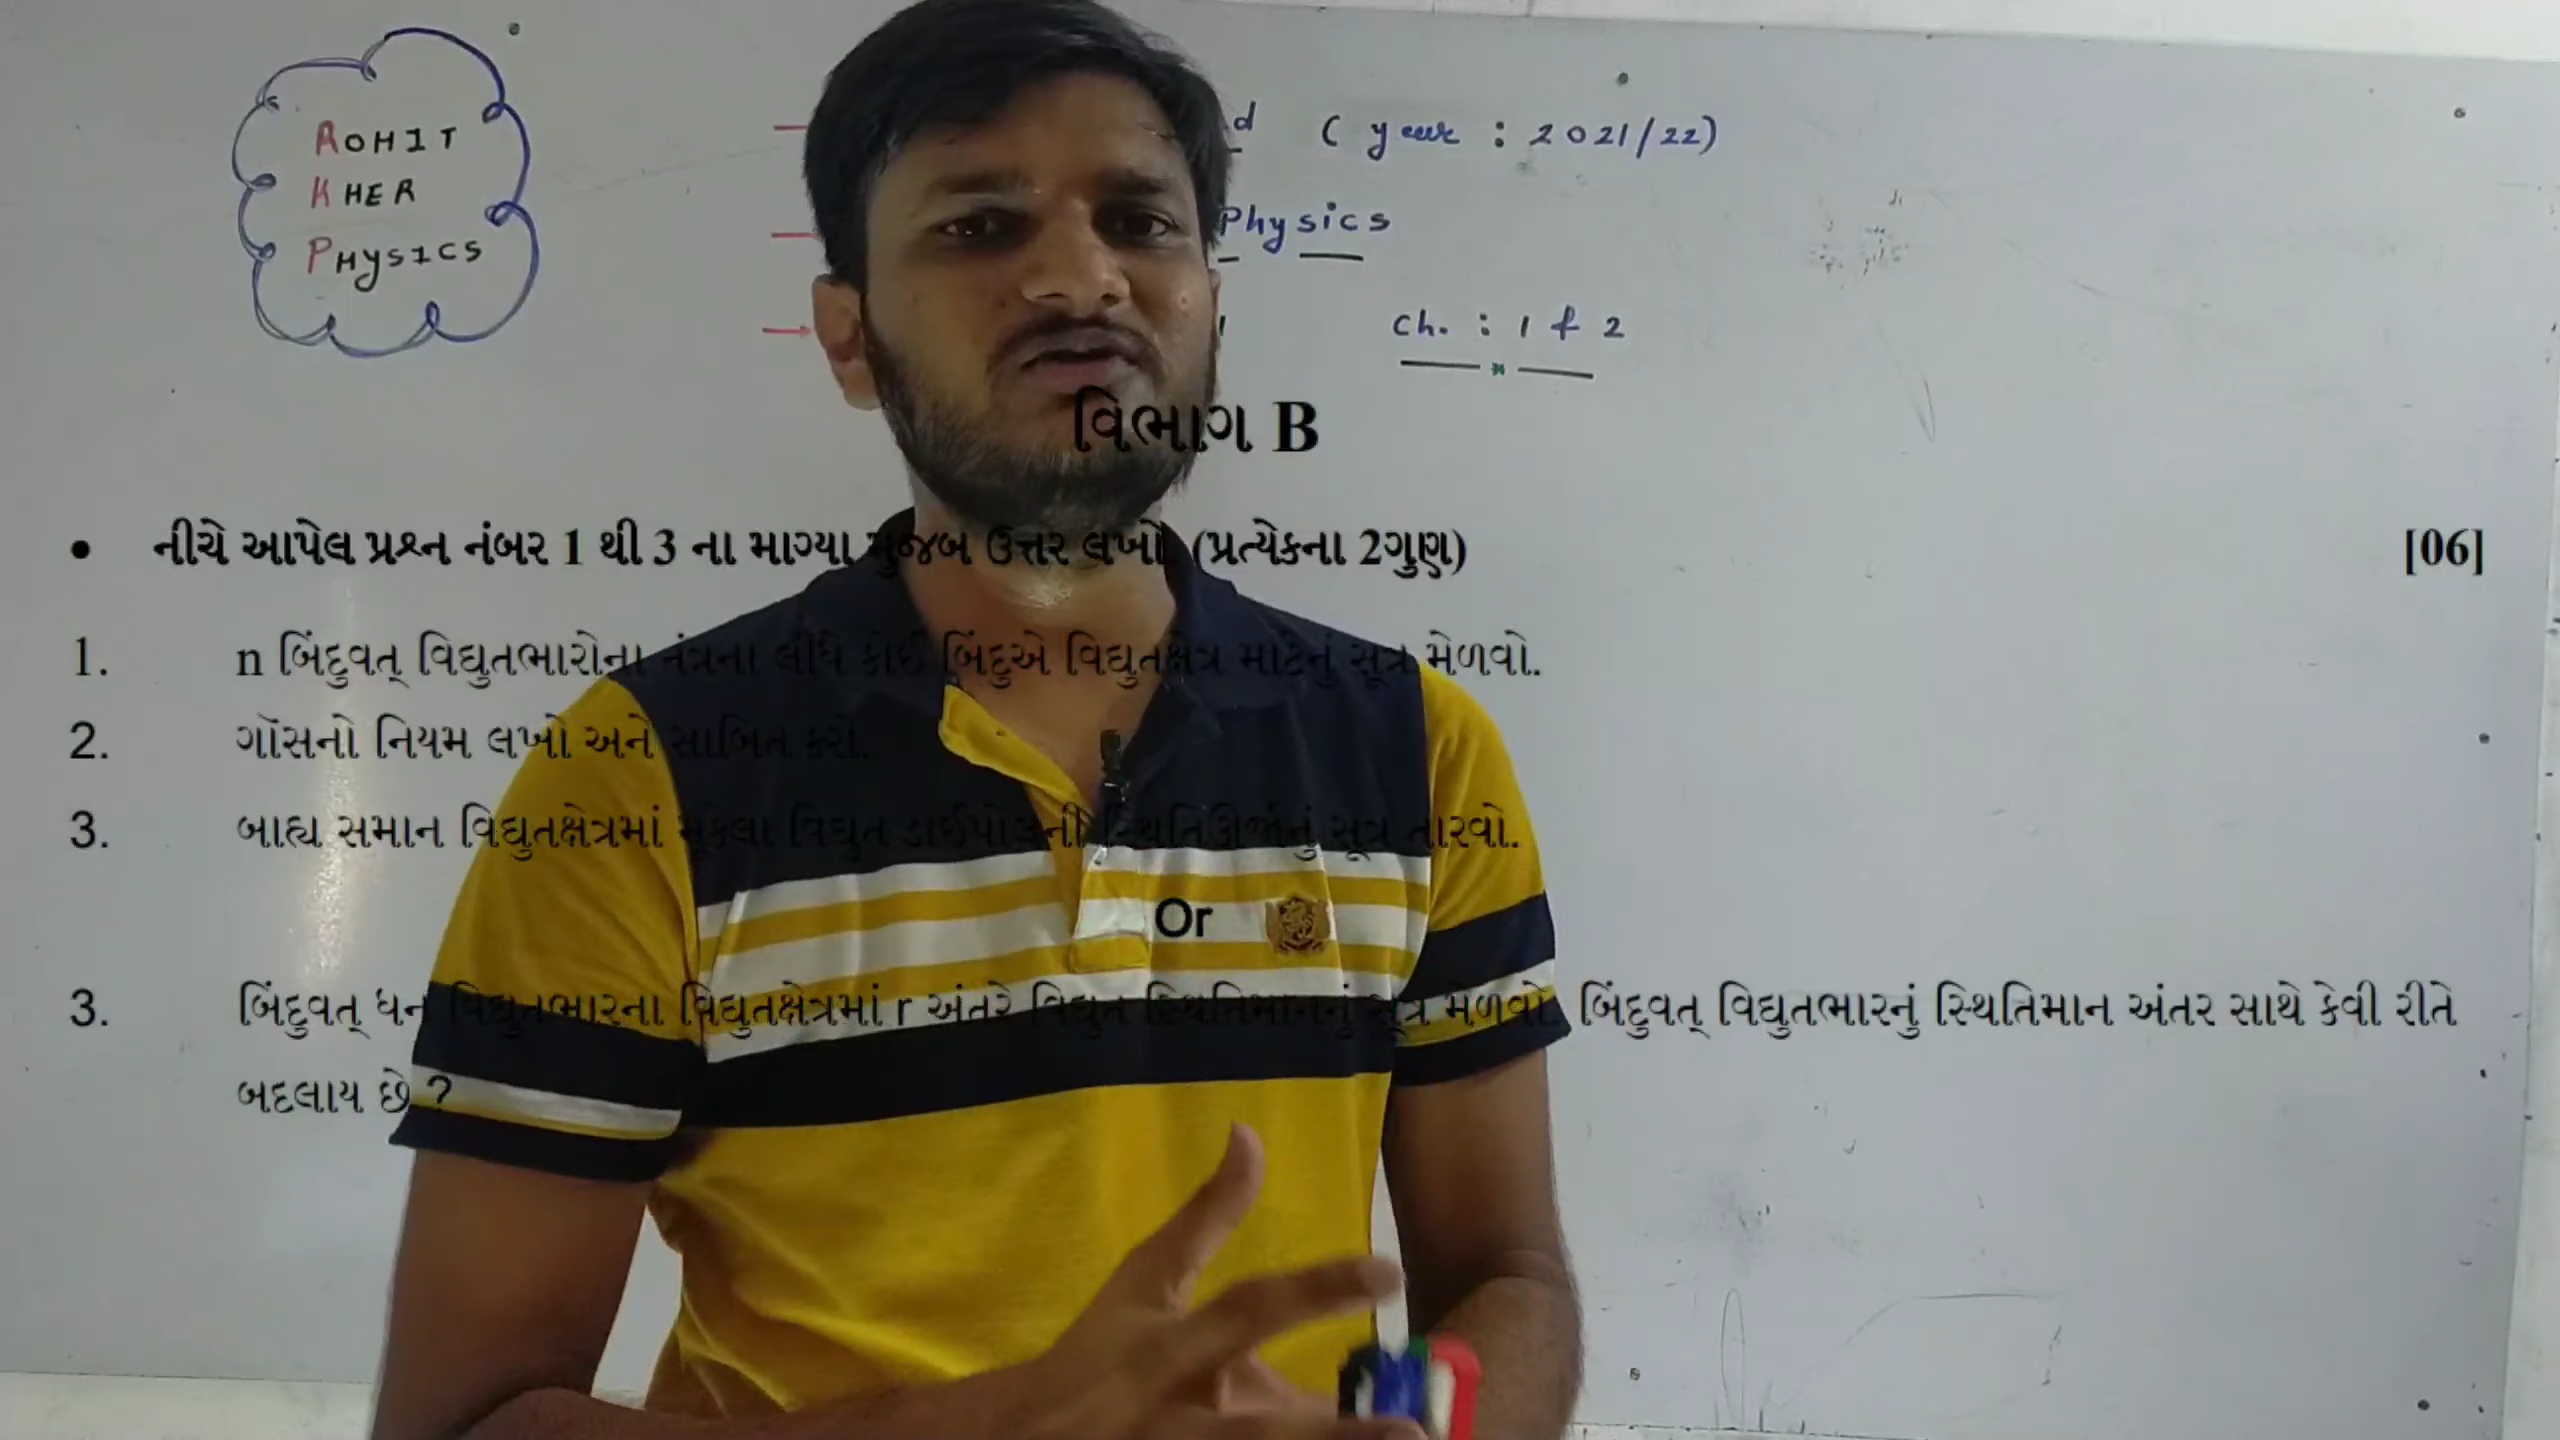 ROHIT
KHER
PHYSICS
d (year : 2021/22)
Physics
1 Ch. : 1 & 2
વિભાગ B
• નીચે આપેલ પ્રશ્ન નંબર 1 થી 3 ના માગ્યા મુજબ ઉત્તર લખો. (પ્રત્યેકના 2ગુણ) [06]
1. n બિંદુવત્ વિદ્યુતભારોના તંત્રના લીધે કોઈ બિંદુએ વિદ્યુતક્ષેત્ર માટેનું સૂત્ર મેળવો.
2. ગૉસનો નિયમ લખો અને સાબિત કરો.
3. બાહ્ય સમાન વિદ્યુતક્ષેત્રમાં મૂકેલા વિદ્યુત ડાઈપોલની સ્થિતિઊર્જાનું સૂત્ર તારવો.
Or
3. બિંદુવત્ ધન વિદ્યુતભારના વિદ્યુતક્ષેત્રમાં r અંતરે વિદ્યુત સ્થિતિમાનનું સૂત્ર મેળવો. બિંદુવત્ વિદ્યુતભારનું સ્થિતિમાન અંતર સાથે કેવી રીતે
બદલાય છે ?